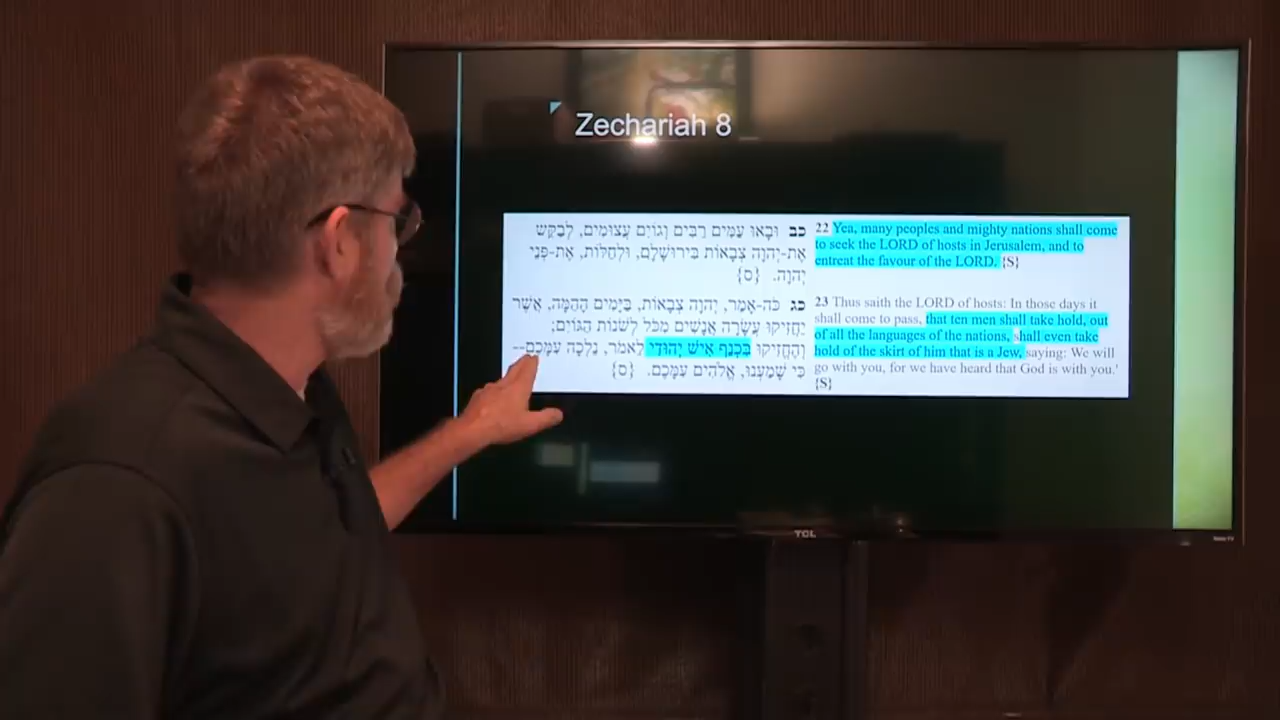 Zechariah 8
כב וּבָאוּ עַמִּים רַבִּים וְגוֹיִם עֲצוּמִים, לְבַקֵּשׁ
אֶת-יְהוָה צְבָאוֹת בִּירוּשָׁלִָם, וּלְחַלּוֹת, אֶת-פְּנֵי
יְהוָה. {ס}
כג כֹּה-אָמַר, יְהוָה צְבָאוֹת, בַּיָּמִים הָהֵמָּה, אֲשֶׁר
יַחֲזִיקוּ עֲשָׂרָה אֲנָשִׁים מִכֹּל לְשֹׁנוֹת הַגּוֹיִם;
וְהֶחֱזִיקוּ בִּכְנַף אִישׁ יְהוּדִי לֵאמֹר, נֵלְכָה עִמָּכֶם--
כִּי שָׁמַעְנוּ, אֱלֹהִים עִמָּכֶם. {ס}
22 Yea, many peoples and mighty nations shall come
to seek the LORD of hosts in Jerusalem, and to
entreat the favour of the LORD. {S}
23 Thus saith the LORD of hosts: In those days it
shall come to pass, that ten men shall take hold, out
of all the languages of the nations, shall even take
hold of the skirt of him that is a Jew, saying: We will
go with you, for we have heard that God is with you.'
{S}
TCL
Roku TV